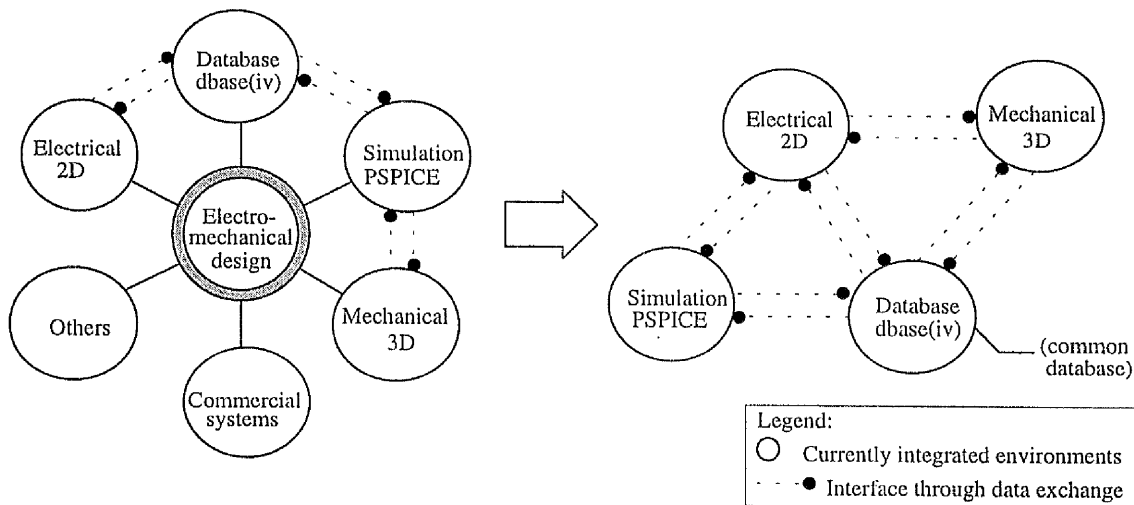 Database
dbase(iv)
Electrical
2D
Simulation
PSPICE
Electro-
mechanical
design
Others
Mechanical
3D
Commercial
systems
Electrical
2D
Mechanical
3D
Simulation
PSPICE
Database
dbase(iv)
(common
database)
Legend:
Currently integrated environments
Interface through data exchange